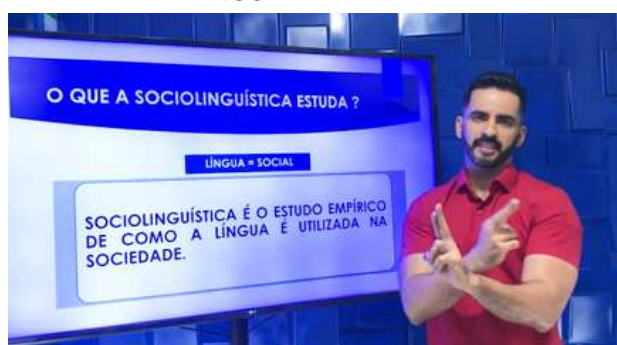 O QUE A SOCIOLINGUÍSTICA ESTUDA ?
LÍNGUA = SOCIAL
SOCIOLINGUÍSTICA É O ESTUDO EMPÍRICO
DE COMO A LÍNGUA É UTILIZADA NA
SOCIEDADE.